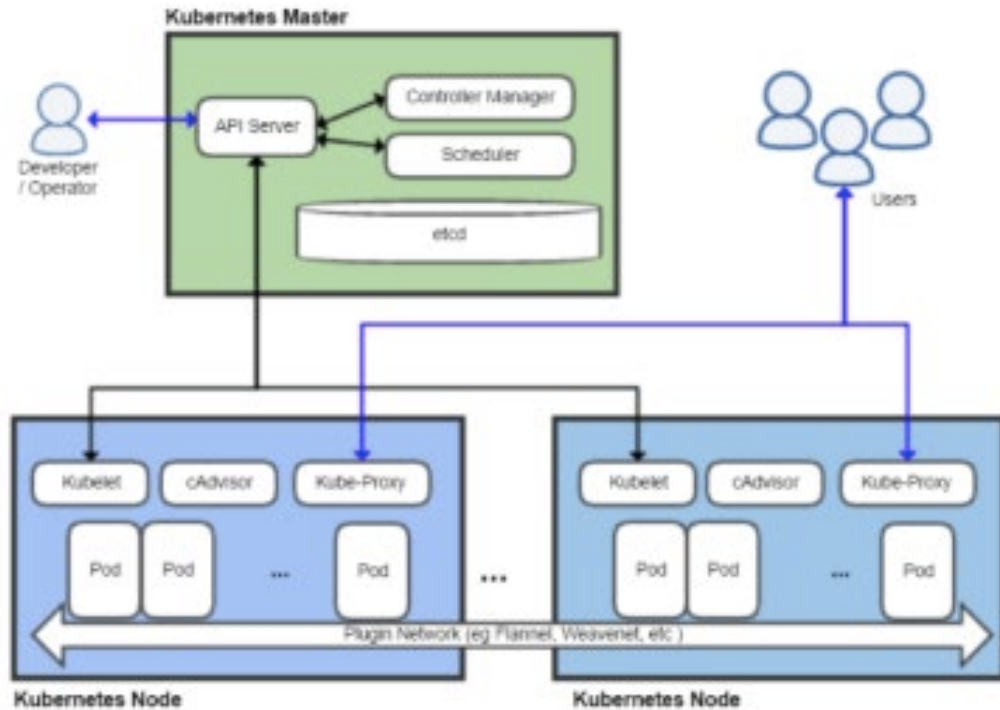 Kubernetes Master
API Server
Controller Manager
Scheduler
etcd
Developer
/ Operator
Users
Kubelet
cAdvisor
Kube-Proxy
Pod
Pod
...
Pod
...
Kubelet
cAdvisor
Kube-Proxy
Pod
Pod
...
Pod
Plugin Network (eg Flannel, Weavenet, etc )
Kubernetes Node
Kubernetes Node